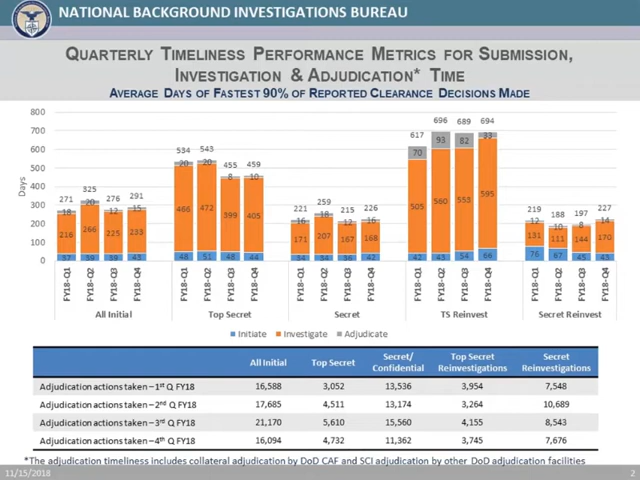 NATIONAL BACKGROUND INVESTIGATIONS BUREAU
QUARTERLY TIMELINESS PERFORMANCE METRICS FOR SUBMISSION,
INVESTIGATION & ADJUDICATION* TIME
AVERAGE DAYS OF FASTEST 90% OF REPORTED CLEARANCE DECISIONS MADE
Days
800
700
600
500
400
300
200
100
0
271 325 276 291
18 20 12 15
216 266 225 233
37 39 39 43
534 543 455 459
20 20 8 10
466 472 399 405
48 51 48 44
221 259 215 226
16 18 12 16
171 207 167 168
34 34 36 42
617 696 689 694
70 93 82 33
505 560 553 595
42 43 54 66
219 188 197 227
12 10 8 14
131 111 144 170
76 67 45 43
FY18-Q1 FY18-Q2 FY18-Q3 FY18-Q4 FY18-Q1 FY18-Q2 FY18-Q3 FY18-Q4 FY18-Q1 FY18-Q2 FY18-Q3 FY18-Q4 FY18-Q1 FY18-Q2 FY18-Q3 FY18-Q4 FY18-Q1 FY18-Q2 FY18-Q3 FY18-Q4
All Initial Top Secret Secret TS Reinvest Secret Reinvest
Initiate Investigate Adjudicate
All Initial Top Secret Secret/ Confidential Top Secret Reinvestigations Secret Reinvestigations
Adjudication actions taken – 1st Q FY18 16,588 3,052 13,536 3,954 7,548
Adjudication actions taken – 2nd Q FY18 17,685 4,511 13,174 3,264 10,689
Adjudication actions taken – 3rd Q FY18 21,170 5,610 15,560 4,155 8,543
Adjudication actions taken – 4th Q FY18 16,094 4,732 11,362 3,745 7,676
*The adjudication timeliness includes collateral adjudication by DoD CAF and SCI adjudication by other DoD adjudication facilities
11/15/2018 2